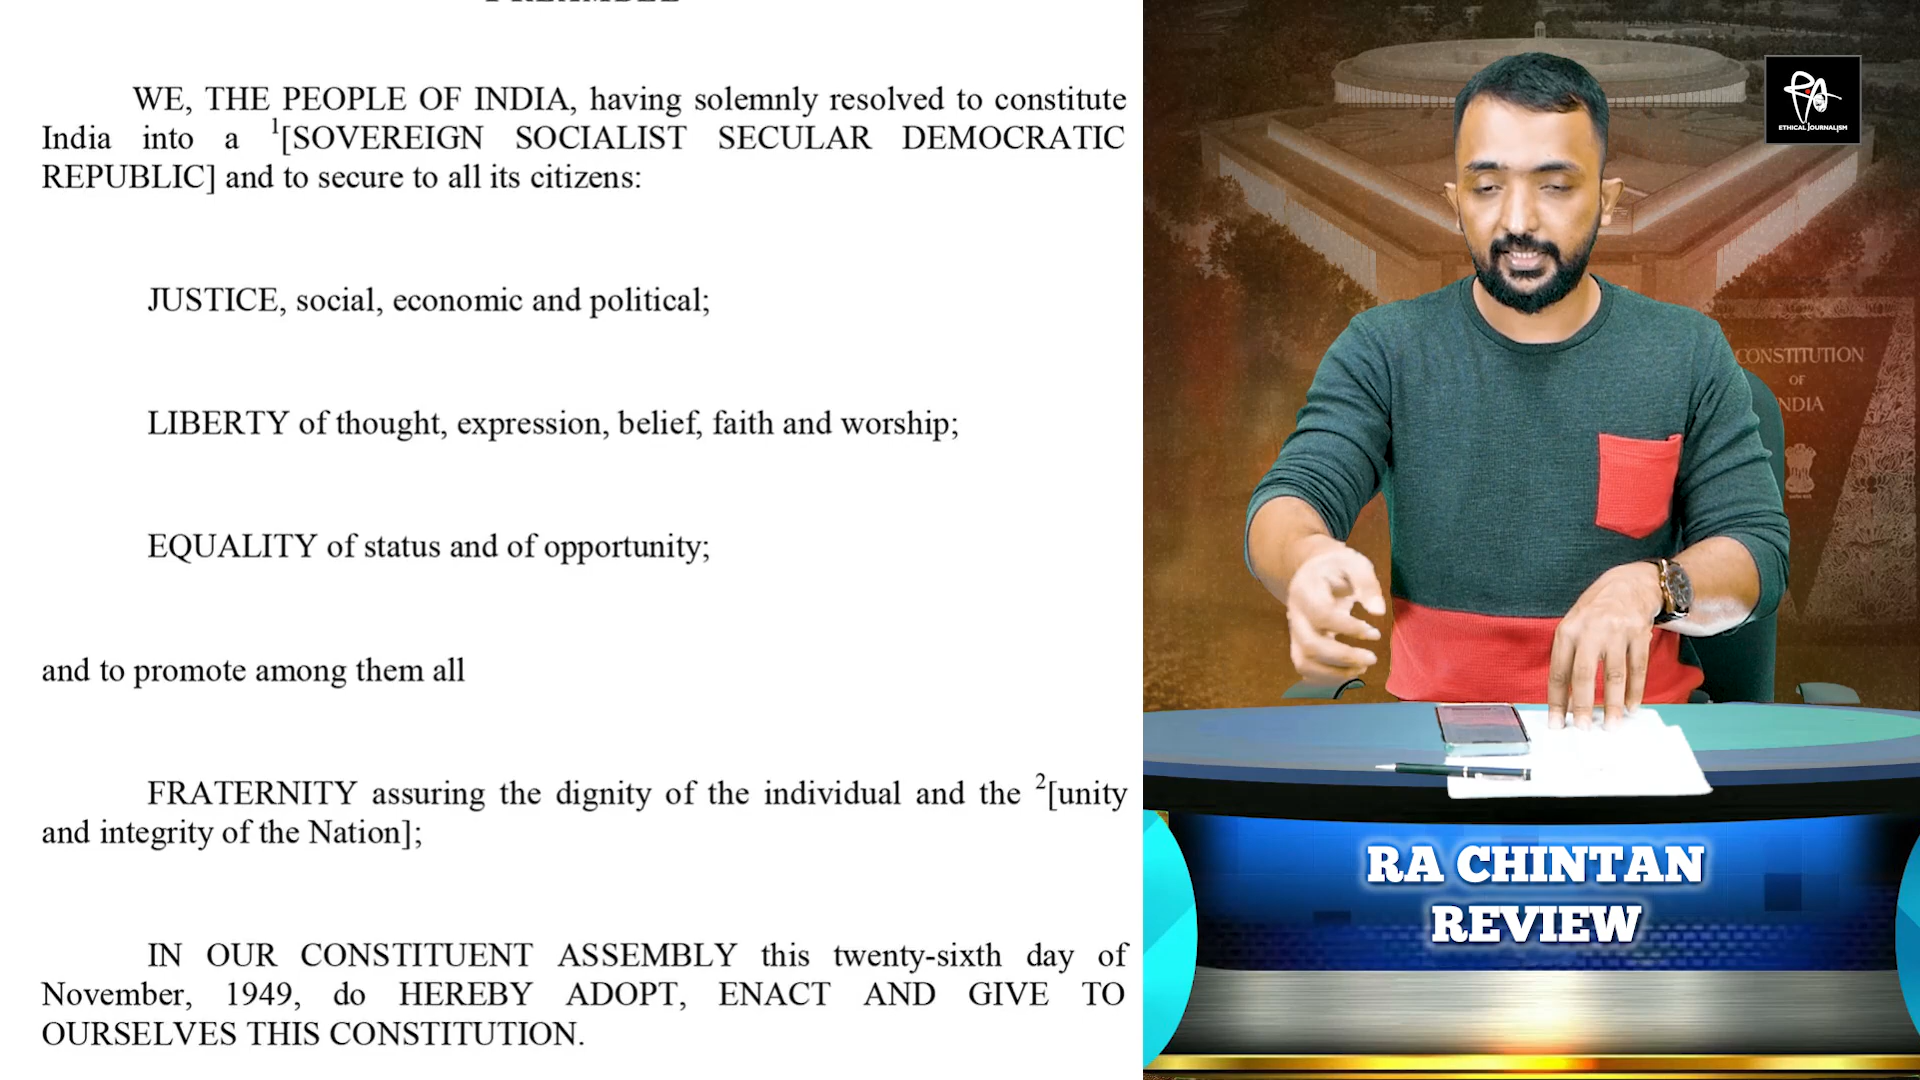 PREAMBLE
WE, THE PEOPLE OF INDIA, having solemnly resolved to constitute
India into a ¹[SOVEREIGN SOCIALIST SECULAR DEMOCRATIC
REPUBLIC] and to secure to all its citizens:
JUSTICE, social, economic and political;
LIBERTY of thought, expression, belief, faith and worship;
EQUALITY of status and of opportunity;
and to promote among them all
FRATERNITY assuring the dignity of the individual and the ²[unity
and integrity of the Nation];
IN OUR CONSTITUENT ASSEMBLY this twenty-sixth day of
November, 1949, do HEREBY ADOPT, ENACT AND GIVE TO
OURSELVES THIS CONSTITUTION.
RA
ETHICAL JOURNALISM
CONSTITUTION
OF
INDIA
RA CHINTAN
REVIEW